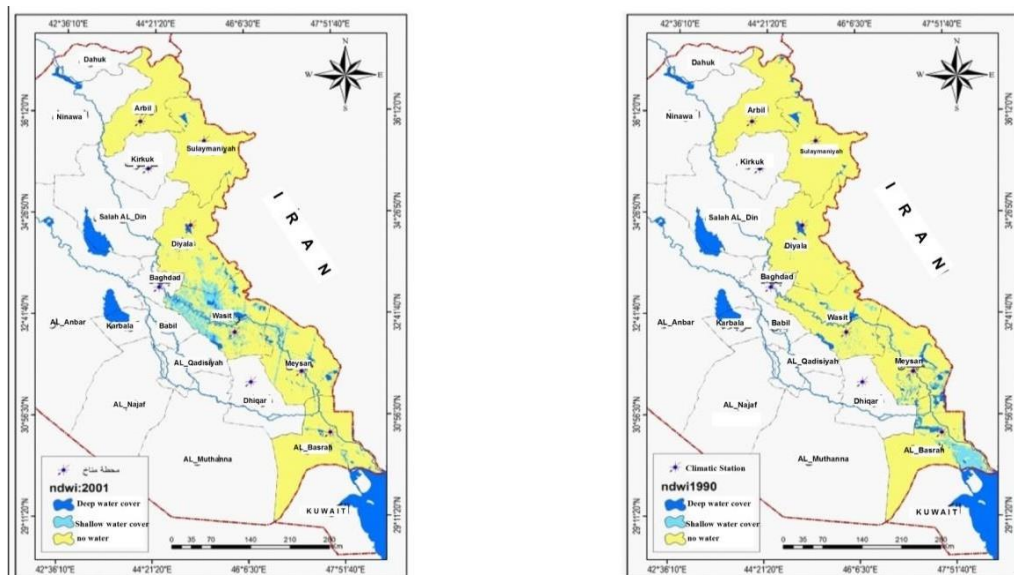 42°36'10"E 44°21'20"E 46°6'30"E 47°51'40"E
N
W E
S
36°12'0"N
34°26'50"N
32°41'40"N
30°56'30"N
29°11'20"N
Dahuk
Arbil
Ninawa
Sulaymaniyah
Kirkuk
I R A N
Salah AL_Din
Diyala
Baghdad
Wasit
AL_Anbar
Karbala
Babil
AL_Qadisiyah
Meysan
Dhiqar
AL_Najaf
AL_Basrah
AL_Muthanna
KUWAIT
محطة مناخ
ndwi:2001
Deep water cover
Shallow water cover
no water
0 35 70 140 210 280
42°36'10"E 44°21'20"E 46°6'30"E 47°51'40"E
42°36'10"E 44°21'20"E 46°6'30"E 47°51'40"E
N
W E
S
36°12'0"N
34°26'50"N
32°41'40"N
30°56'30"N
29°11'20"N
Dahuk
Arbil
Ninawa
Sulaymaniyah
Kirkuk
I R A N
Salah AL_Din
Diyala
Baghdad
Wasit
AL_Anbar
Karbala
Babil
AL_Qadisiyah
Meysan
Dhiqar
AL_Najaf
AL_Basrah
AL_Muthanna
KUWAIT
Climatic Station
ndwi1990
Deep water cover
Shallow water cover
no water
0 35 70 140 210 280
42°36'10"E 44°21'20"E 46°6'30"E 47°51'40"E